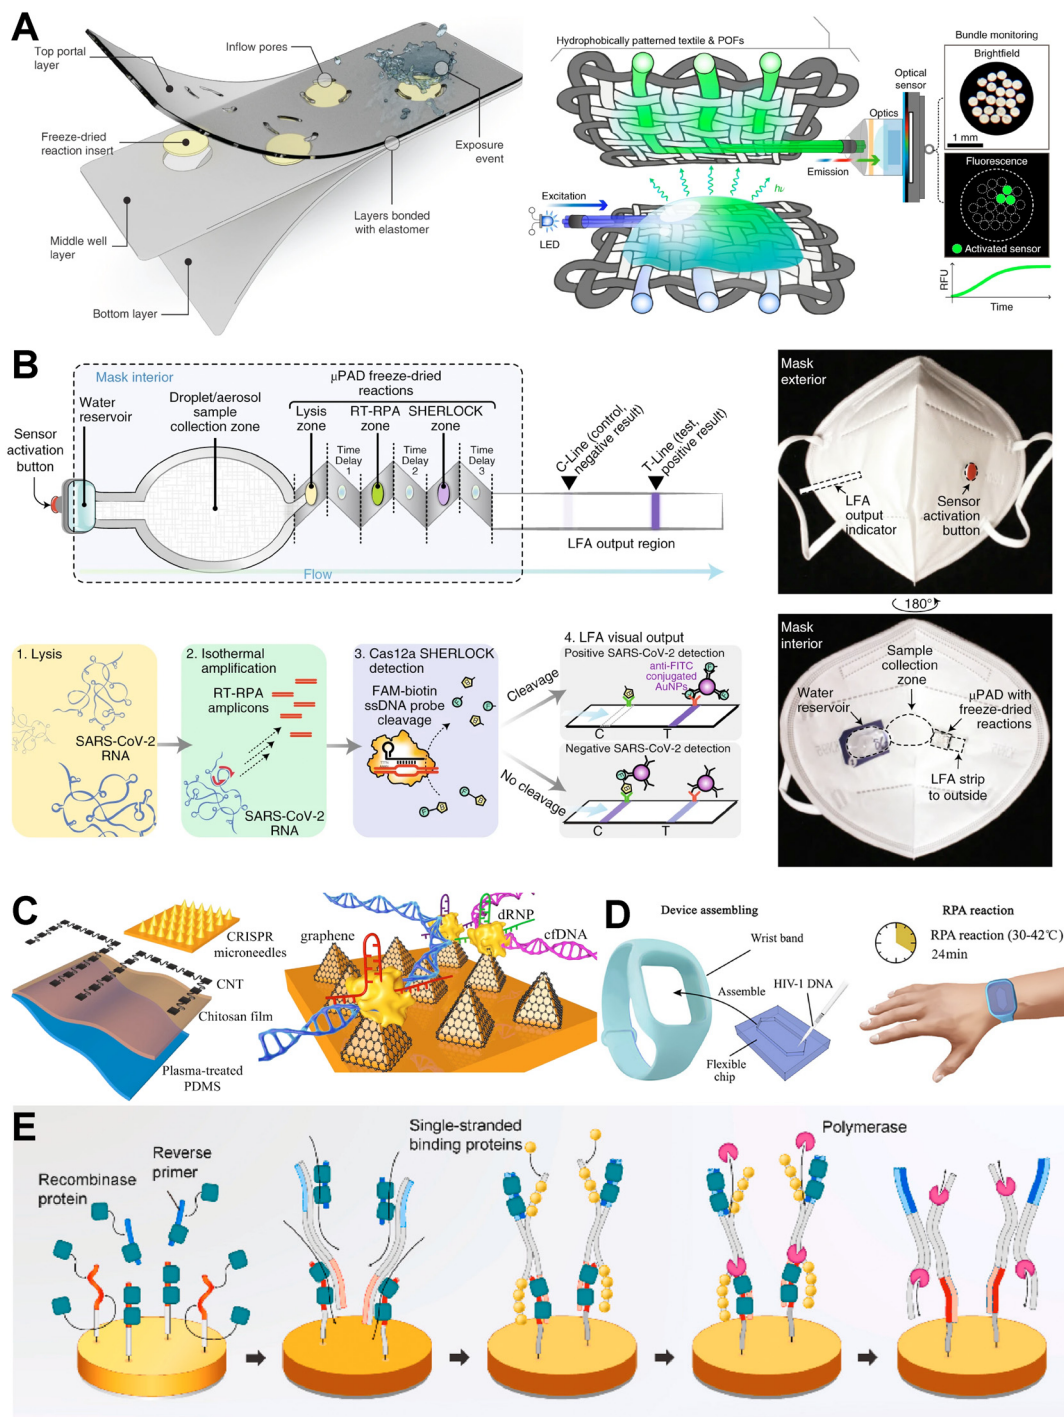 A
Top portal
layer
Inflow pores
Freeze-dried
reaction insert
Exposure
event
Layers bonded
with elastomer
Middle well
layer
Bottom layer
Hydrophobically patterned textile & POFs
Optical
sensor
Optics
Emission
Excitation
LED
hν
Bundle monitoring
Brightfield
1 mm
Fluorescence
Activated sensor
RFU
Time
B
Mask interior
Water
reservoir
Sensor
activation
button
Droplet/aerosol
sample
collection zone
μPAD freeze-dried
reactions
Lysis
zone
RT-RPA
zone
SHERLOCK
zone
Time
Delay
1
Time
Delay
2
Time
Delay
3
C-Line (control,
negative result)
T-Line (test,
positive result)
LFA output region
Flow
Mask
exterior
LFA
output
indicator
Sensor
activation
button
180°
Mask
interior
Sample
collection
zone
Water
reservoir
μPAD with
freeze-dried
reactions
LFA strip
to outside
1. Lysis
SARS-CoV-2
RNA
2. Isothermal
amplification
RT-RPA
amplicons
SARS-CoV-2
RNA
3. Cas12a SHERLOCK
detection
FAM-biotin
ssDNA probe
cleavage
Cleavage
No cleavage
4. LFA visual output
Positive SARS-CoV-2 detection
anti-FITC
conjugated
AuNPs
C
T
Negative SARS-CoV-2 detection
C
T
C
CRISPR
microneedles
CNT
Chitosan film
Plasma-treated
PDMS
graphene
dRNP
cfDNA
D
Device assembling
Wrist band
Assemble
HIV-1 DNA
Flexible
chip
RPA reaction
RPA reaction (30-42℃)
24min
E
Recombinase
protein
Reverse
primer
Single-stranded
binding proteins
Polymerase